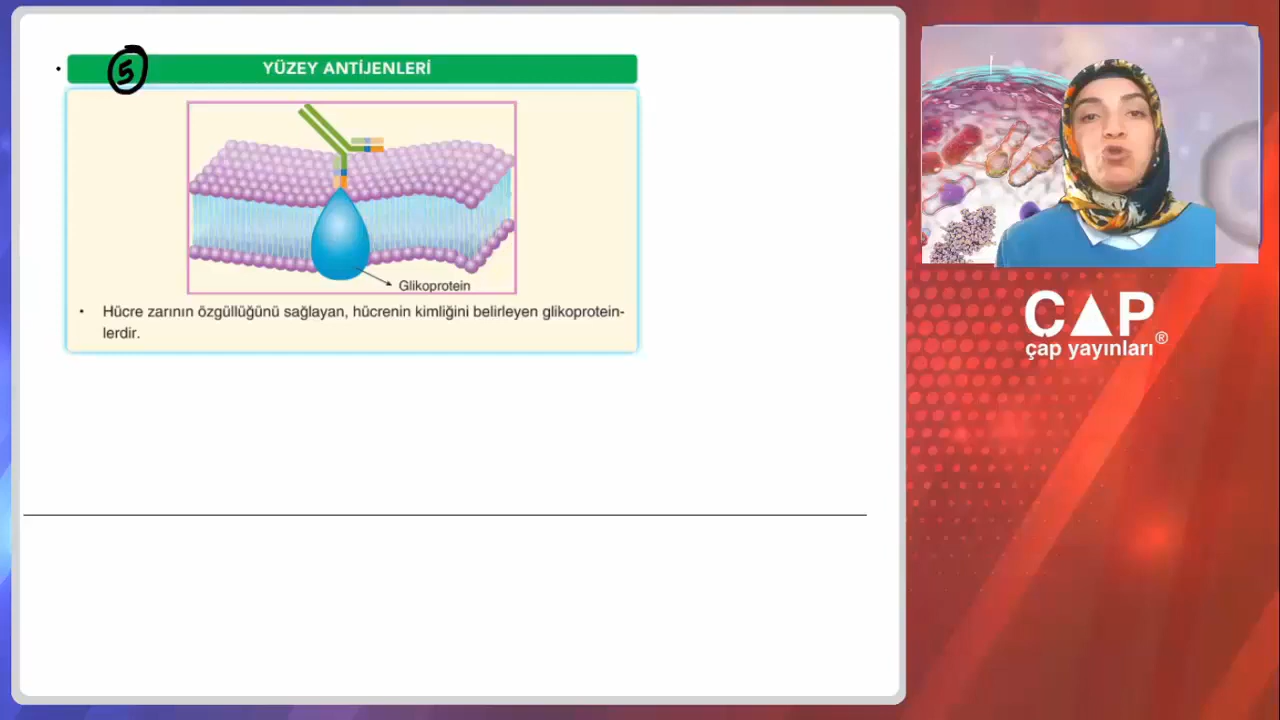 5
YÜZEY ANTİJENLERİ
Glikoprotein
• Hücre zarının özgüllüğünü sağlayan, hücrenin kimliğini belirleyen glikoprotein-
lerdir.
ÇAP
çap yayınları®